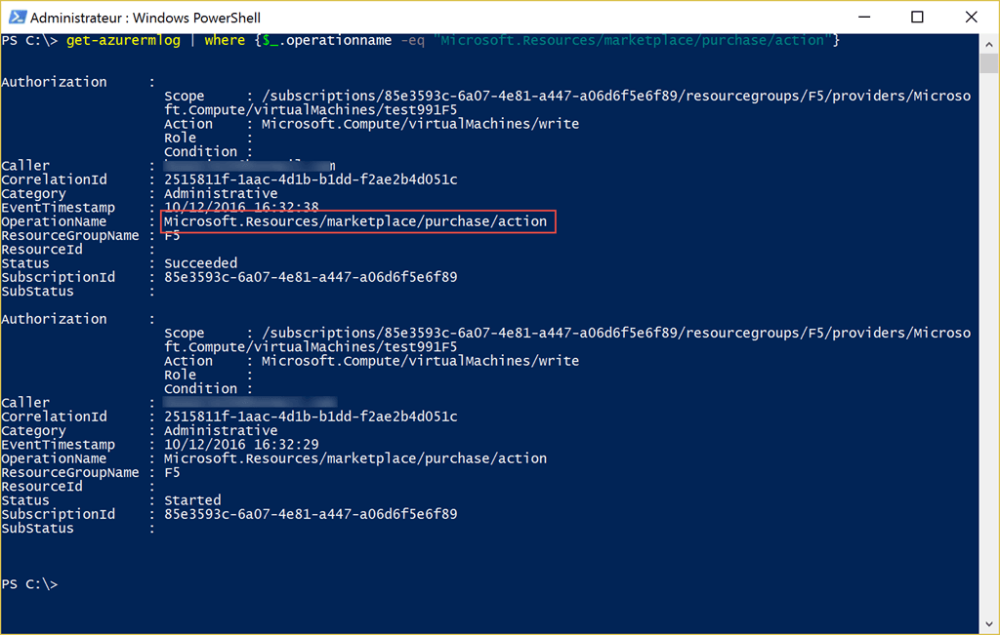 Administrateur : Windows PowerShell
PS C:\> get-azurermlog | where {$_.operationname -eq "Microsoft.Resources/marketplace/purchase/action"}
Authorization     :
                    Scope     : /subscriptions/85e3593c-6a07-4e81-a447-a06d6f5e6f89/resourcegroups/F5/providers/Microso
                    ft.Compute/virtualMachines/test991F5
                    Action    : Microsoft.Compute/virtualMachines/write
                    Role      :
                    Condition :
Caller            :
CorrelationId     : 2515811f-1aac-4d1b-b1dd-f2ae2b4d051c
Category          : Administrative
EventTimestamp    : 10/12/2016 16:32:38
OperationName     : Microsoft.Resources/marketplace/purchase/action
ResourceGroupName : F5
ResourceId        :
Status            : Succeeded
SubscriptionId    : 85e3593c-6a07-4e81-a447-a06d6f5e6f89
SubStatus         :
Authorization     :
                    Scope     : /subscriptions/85e3593c-6a07-4e81-a447-a06d6f5e6f89/resourcegroups/F5/providers/Microso
                    ft.Compute/virtualMachines/test991F5
                    Action    : Microsoft.Compute/virtualMachines/write
                    Role      :
                    Condition :
Caller            :
CorrelationId     : 2515811f-1aac-4d1b-b1dd-f2ae2b4d051c
Category          : Administrative
EventTimestamp    : 10/12/2016 16:32:29
OperationName     : Microsoft.Resources/marketplace/purchase/action
ResourceGroupName : F5
ResourceId        :
Status            : Started
SubscriptionId    : 85e3593c-6a07-4e81-a447-a06d6f5e6f89
SubStatus         :
PS C:\>